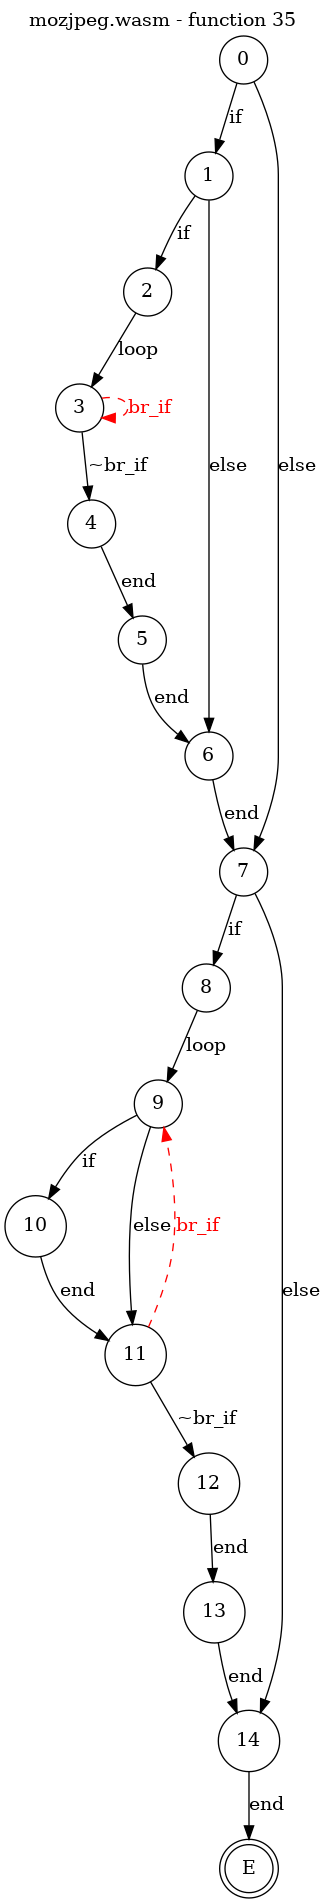 mozjpeg.wasm - function 35
0
if
1
if
else
else
2
loop
3
br_if
~br_if
4
end
5
end
6
end
7
if
8
loop
9
if
else
br_if
10
end
11
else
~br_if
12
end
13
end
14
end
E